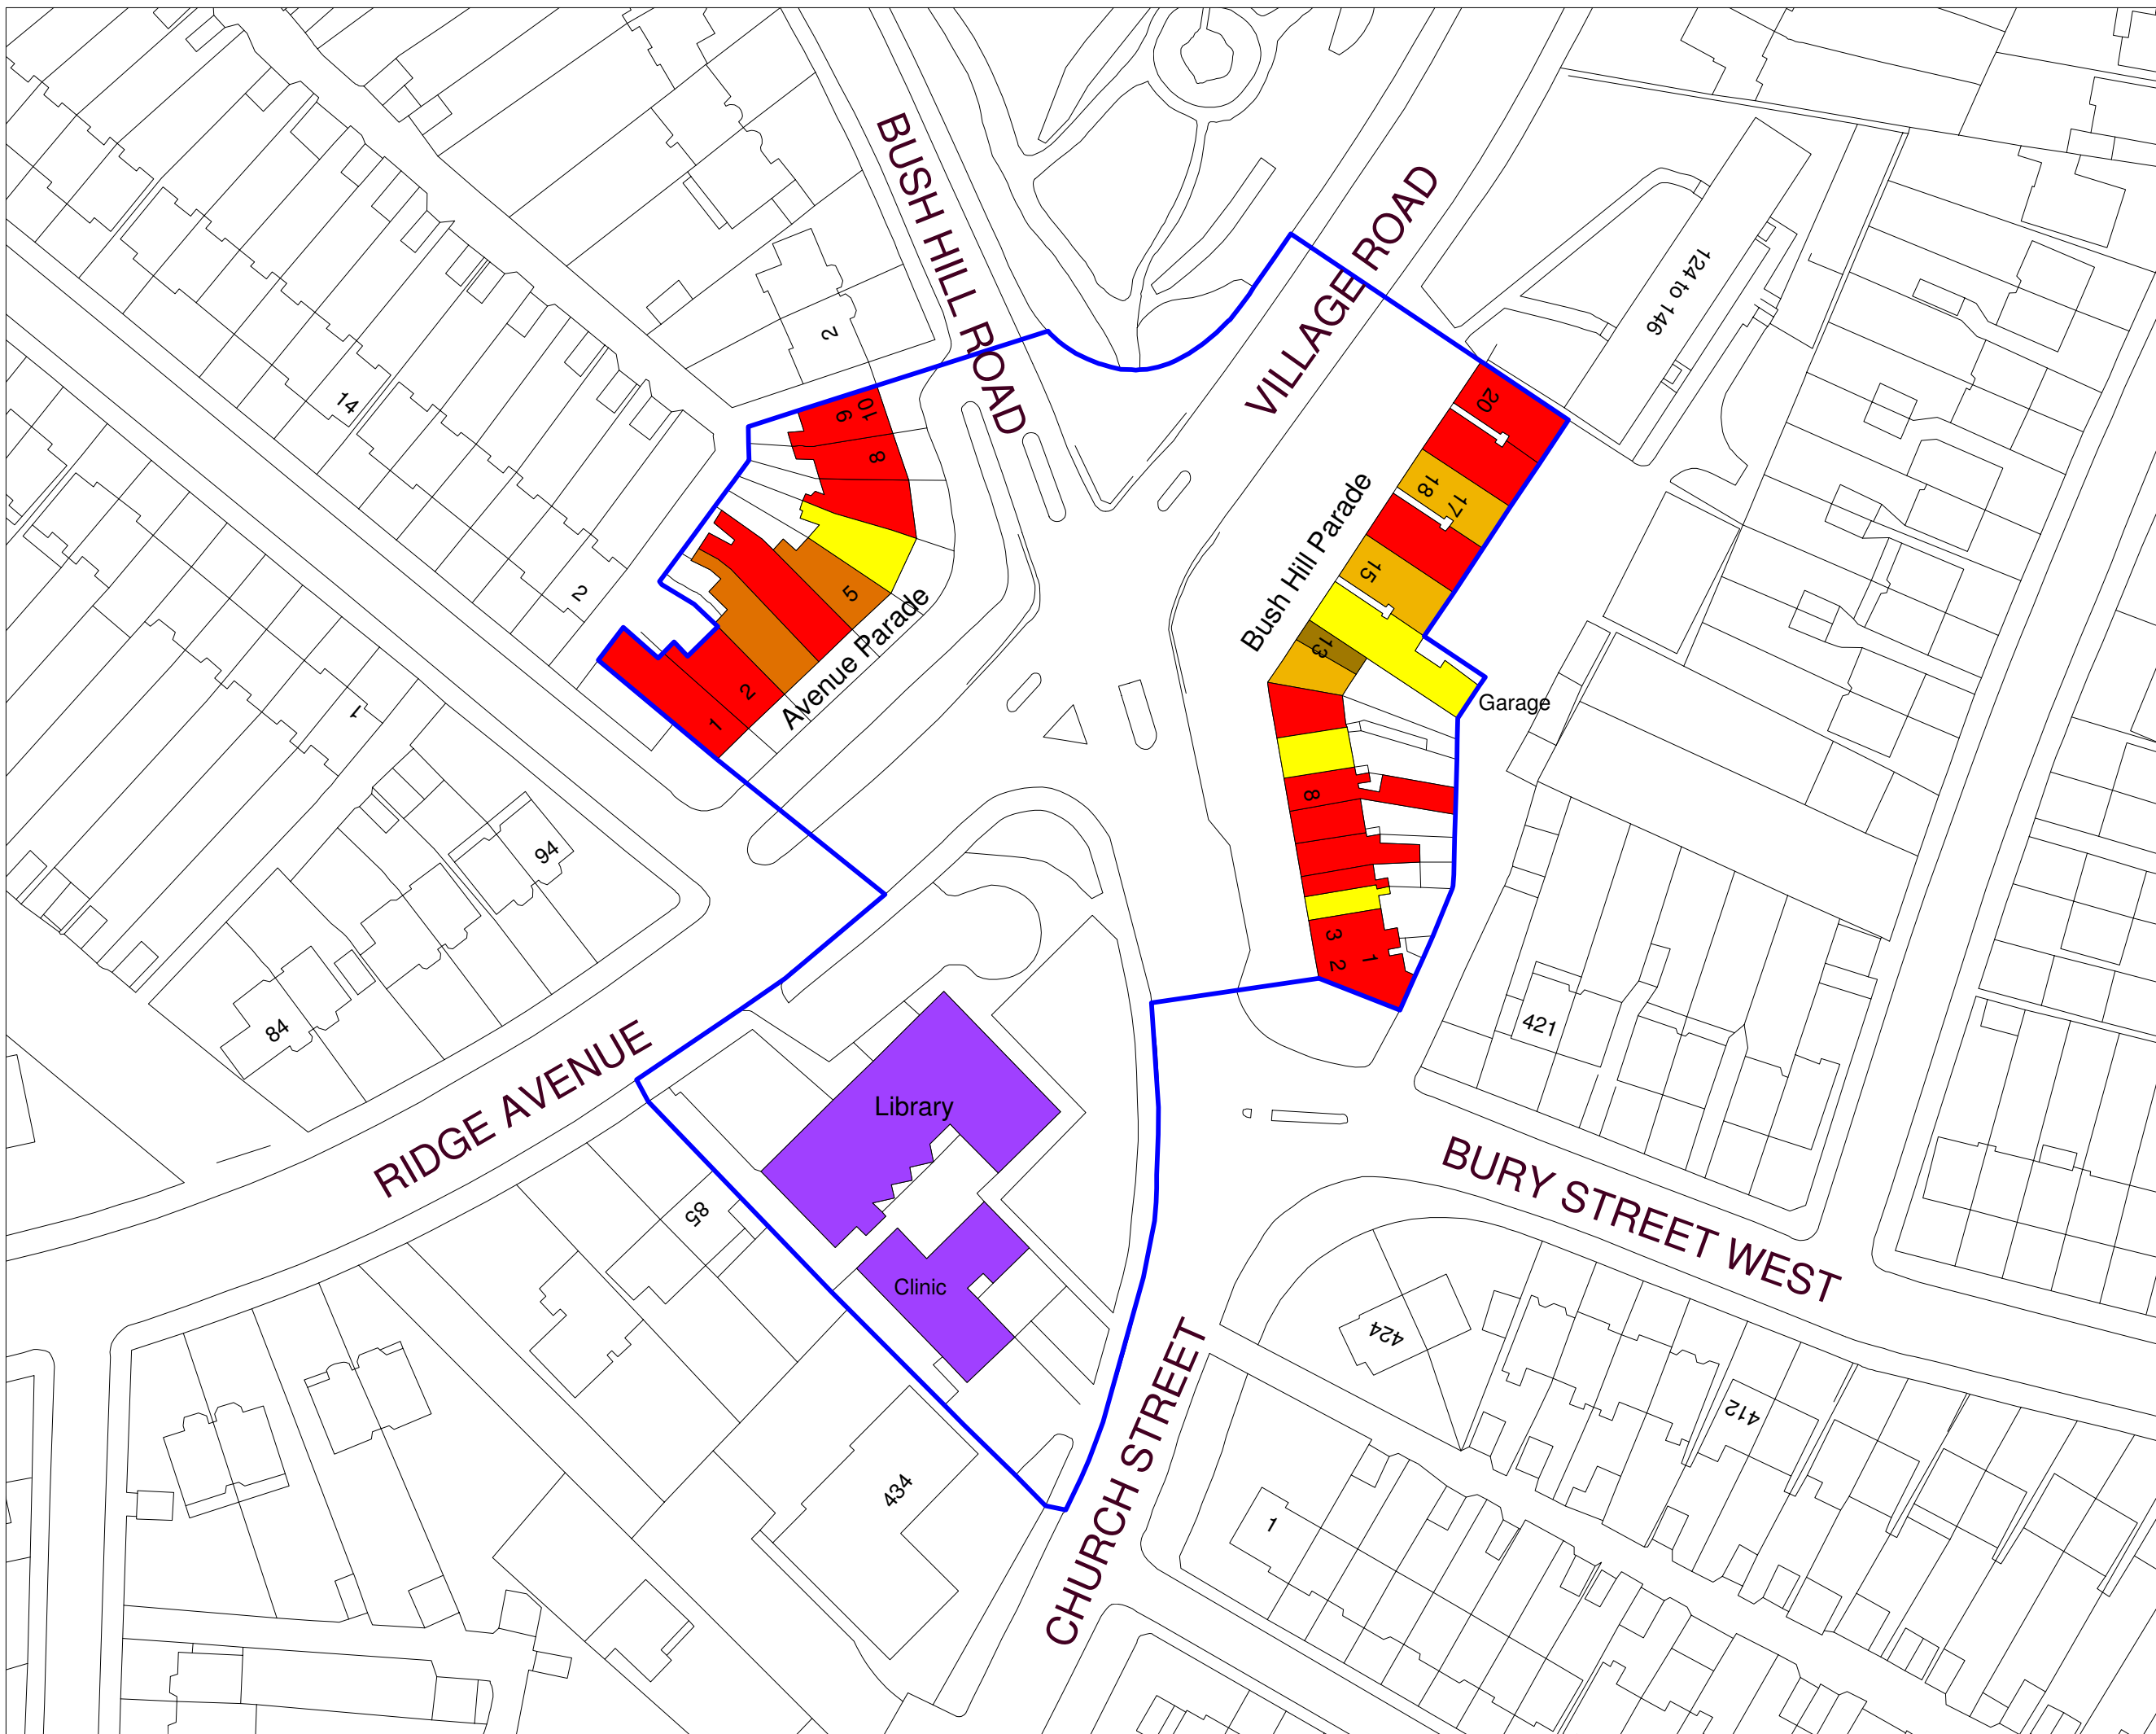 BUSH HILL ROAD
VILLAGE ROAD
124 to 146
2
14
10
9
8
20
18
17
Bush Hill Parade
15
2
5
Avenue Parade
13
Garage
2
1
1
8
94
3
1
2
84
421
RIDGE AVENUE
Library
BURY STREET WEST
85
Clinic
424
412
CHURCH STREET
434
1